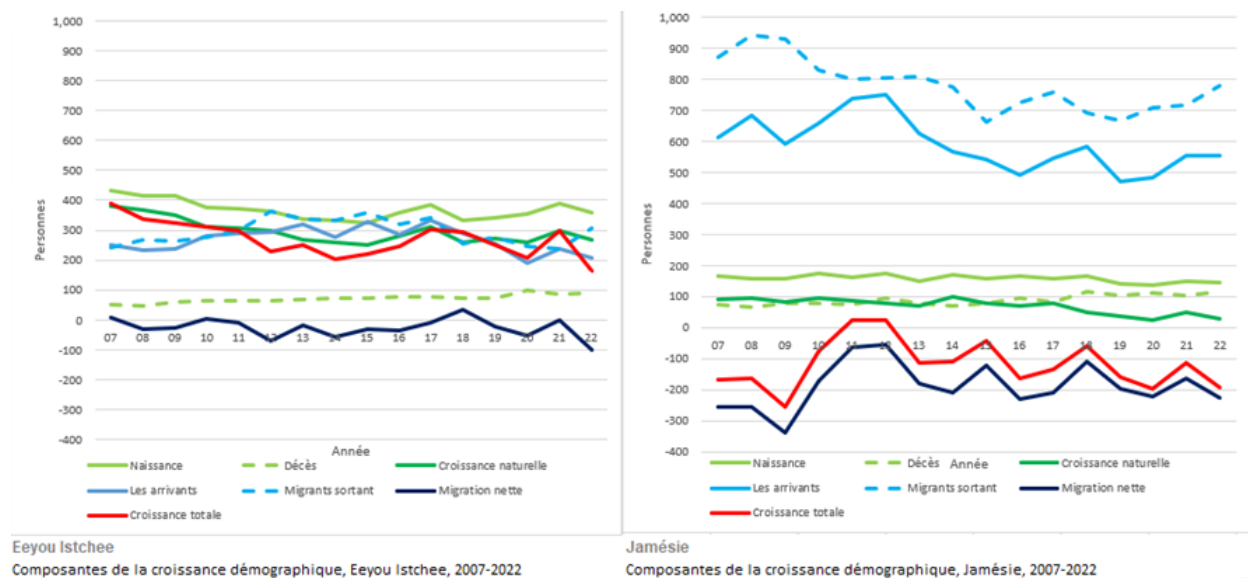 1,000
900
800
700
600
500
400
300
200
100
0
-100
-200
-300
-400
Personnes
07 08 09 10 11 12 13 14 15 16 17 18 19 20 21 22
Année
Naissance Décès Croissance naturelle
Les arrivants Migrants sortant Migration nette
Croissance totale
Eeyou Istchee
Composantes de la croissance démographique, Eeyou Istchee, 2007-2022
1,000
900
800
700
600
500
400
300
200
100
0
-100
-200
-300
-400
Personnes
07 08 09 10 11 12 13 14 15 16 17 18 19 20 21 22
Naissance Décès Année Croissance naturelle
Les arrivants Migrants sortant Migration nette
Croissance totale
Jamésie
Composantes de la croissance démographique, Jamésie, 2007-2022